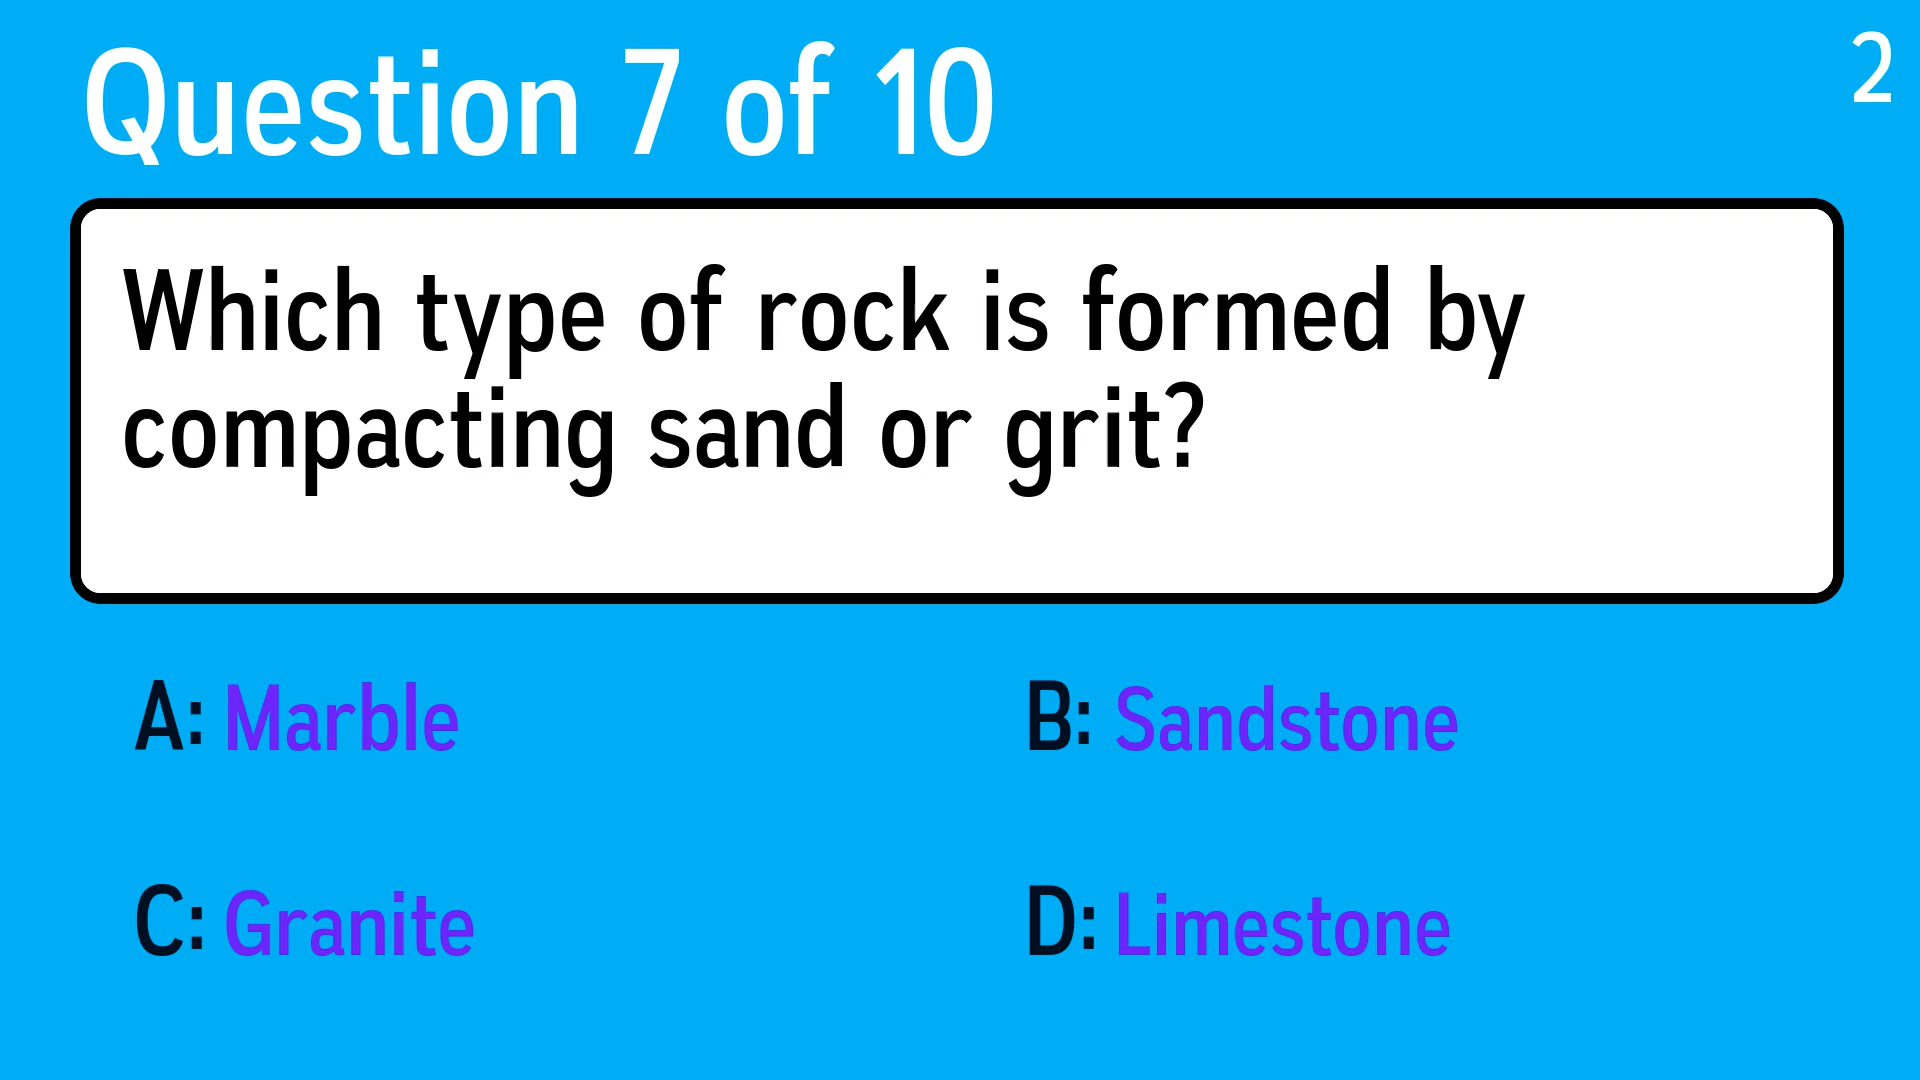 Question 7 of 10
2
Which type of rock is formed by
compacting sand or grit?
A: Marble
B: Sandstone
C: Granite
D: Limestone